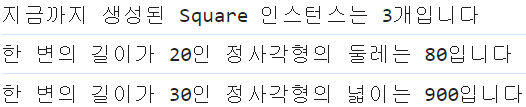 지금까지 생성된 Square 인스턴스는 3개입니다
한 변의 길이가 20인 정사각형의 둘레는 80입니다
한 변의 길이가 30인 정사각형의 넓이는 900입니다